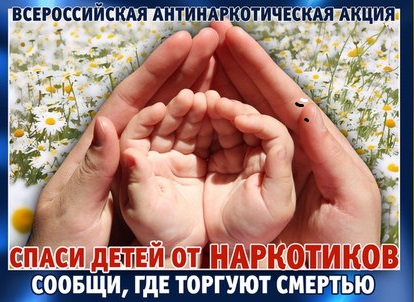 ВСЕРОССИЙСКАЯ АНТИНАРКОТИЧЕСКАЯ АКЦИЯ
СПАСИ ДЕТЕЙ ОТ НАРКОТИКОВ
СООБЩИ, ГДЕ ТОРГУЮТ СМЕРТЬЮ